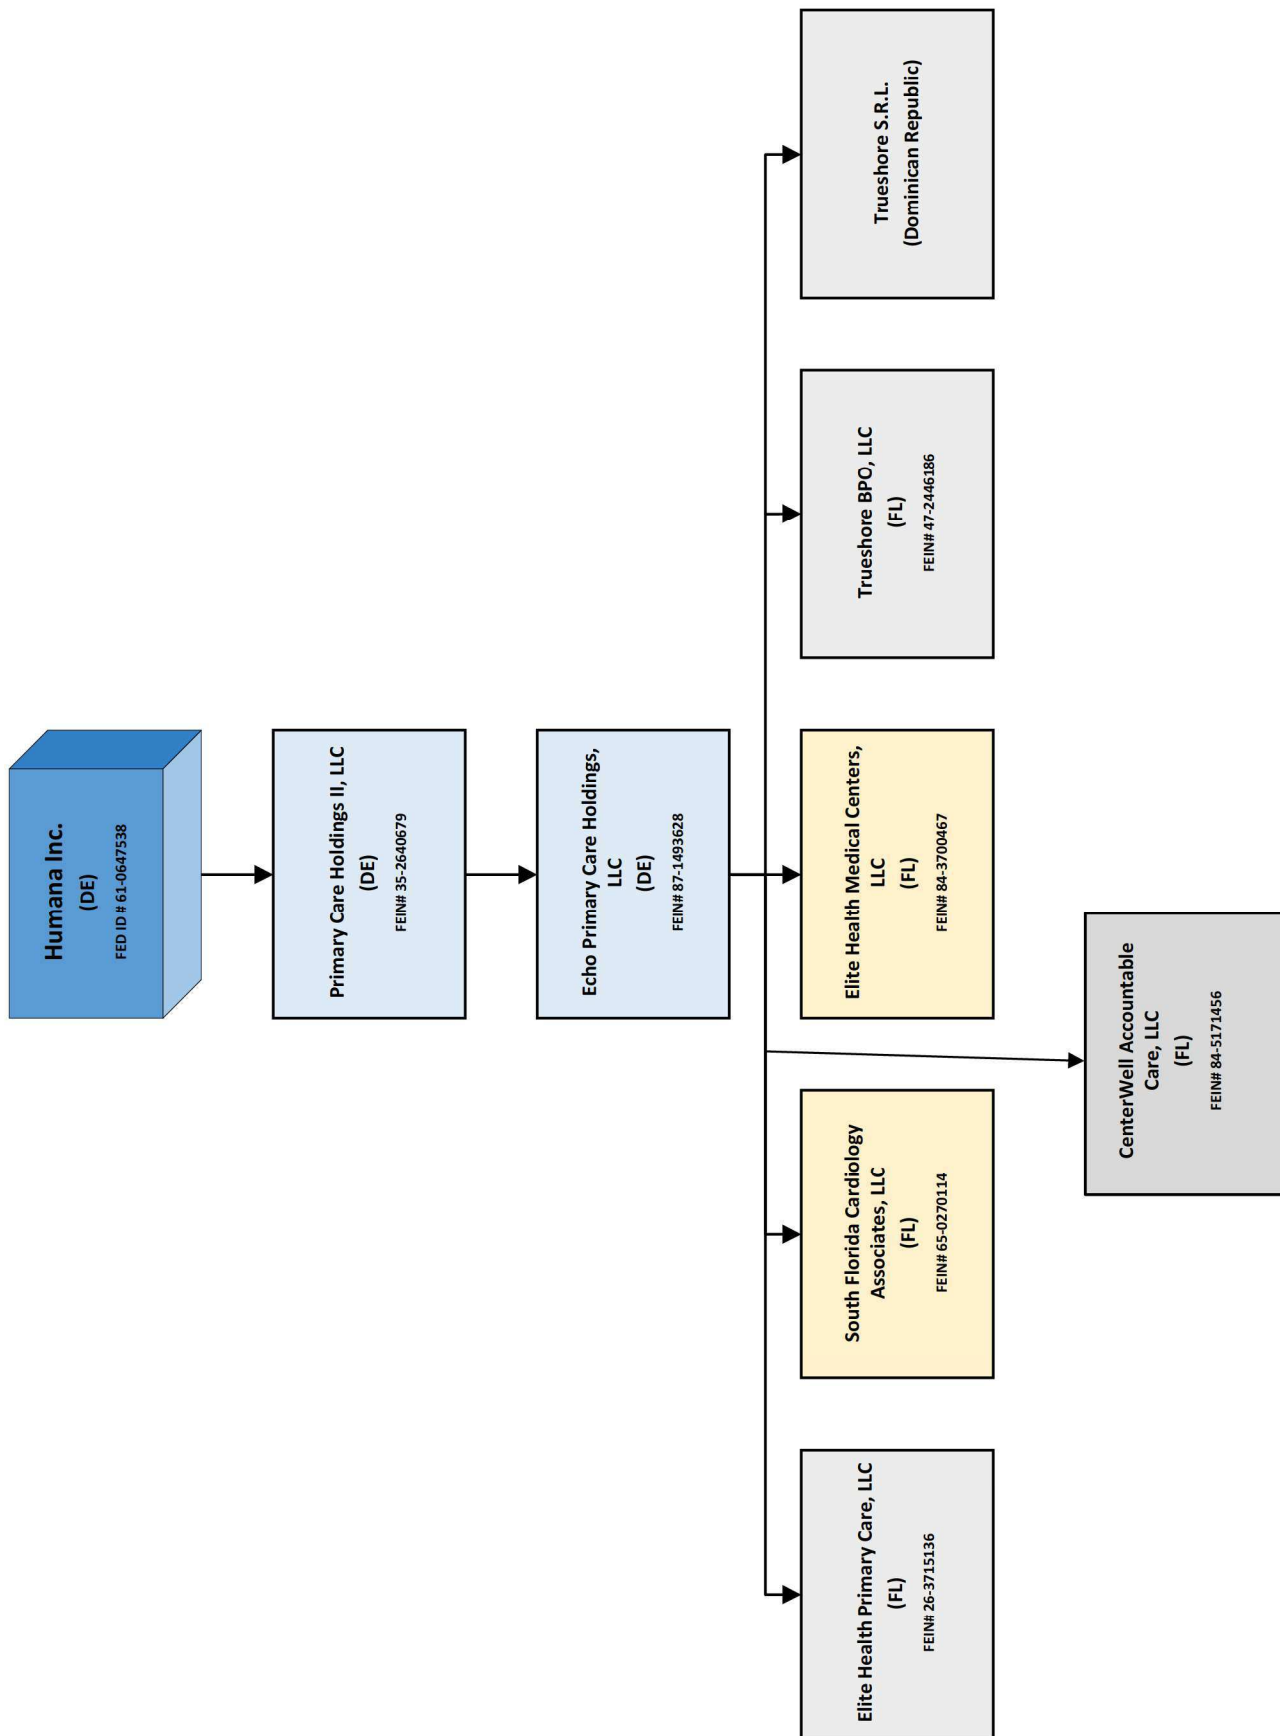 Humana Inc.
(DE)
FED ID # 61-0647538
Primary Care Holdings II, LLC
(DE)
FEIN# 35-2640679
Echo Primary Care Holdings,
LLC
(DE)
FEIN# 87-1493628
Elite Health Primary Care, LLC
(FL)
FEIN# 26-3715136
South Florida Cardiology
Associates, LLC
(FL)
FEIN# 65-0270114
Elite Health Medical Centers,
LLC
(FL)
FEIN# 84-3700467
Trueshore BPO, LLC
(FL)
FEIN# 47-2446186
Trueshore S.R.L.
(Dominican Republic)
CenterWell Accountable
Care, LLC
(FL)
FEIN# 84-5171456